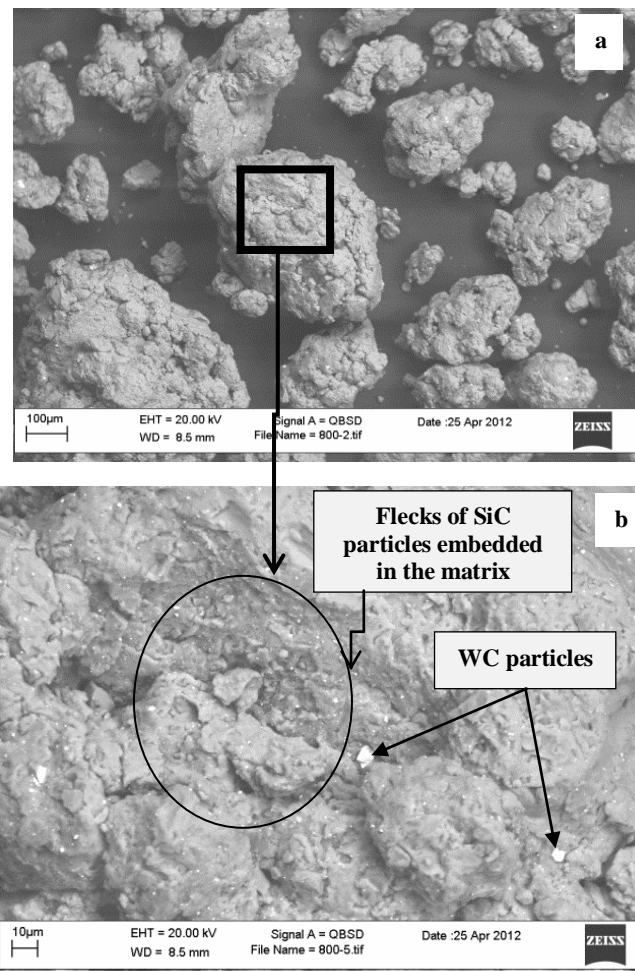 a
100µm
EHT = 20.00 kV
Signal A = QBSD
Date :25 Apr 2012
WD = 8.5 mm
File Name = 800-2.tif
ZEISS
b
Flecks of SiC
particles embedded
in the matrix
WC particles
10µm
EHT = 20.00 kV
Signal A = QBSD
Date :25 Apr 2012
WD = 8.5 mm
File Name = 800-5.tif
ZEISS